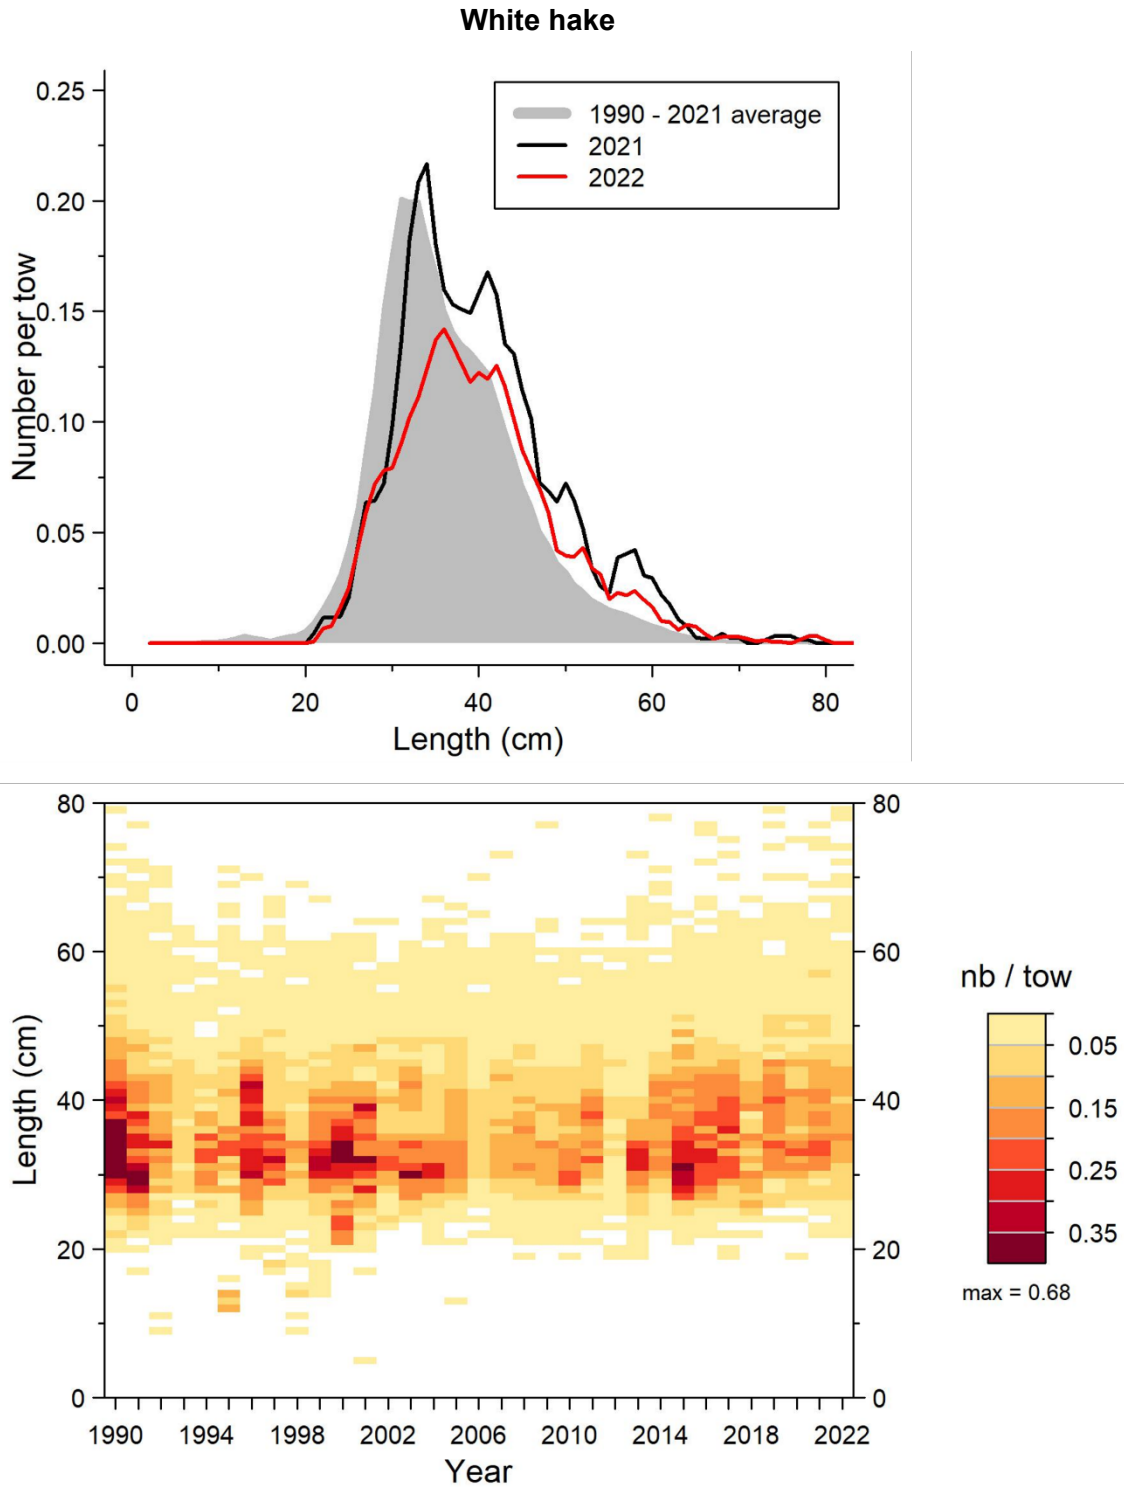 White hake
0.25
0.20
0.15
0.10
0.05
0.00
Number per tow
1990 - 2021 average
2021
2022
0 20 40 60 80
Length (cm)
80
60
40
20
0
Length (cm)
80
60
40
20
0
1990 1994 1998 2002 2006 2010 2014 2018 2022
Year
nb / tow
0.05
0.15
0.25
0.35
max = 0.68